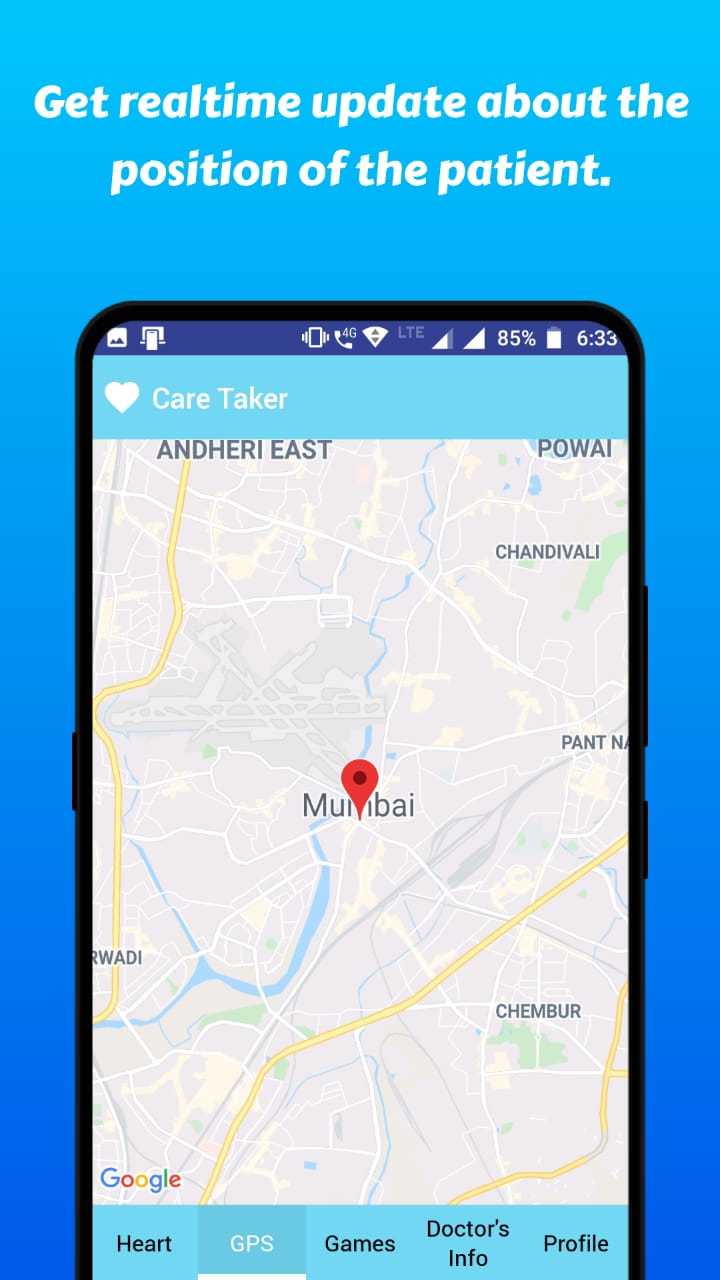 Get realtime update about the
position of the patient.
4G
LTE
85%
6:33
Care Taker
ANDHERI EAST
POWAI
CHANDIVALI
PANT NA
Mumbai
RWADI
CHEMBUR
Google
Heart
GPS
Games
Doctor's
Info
Profile